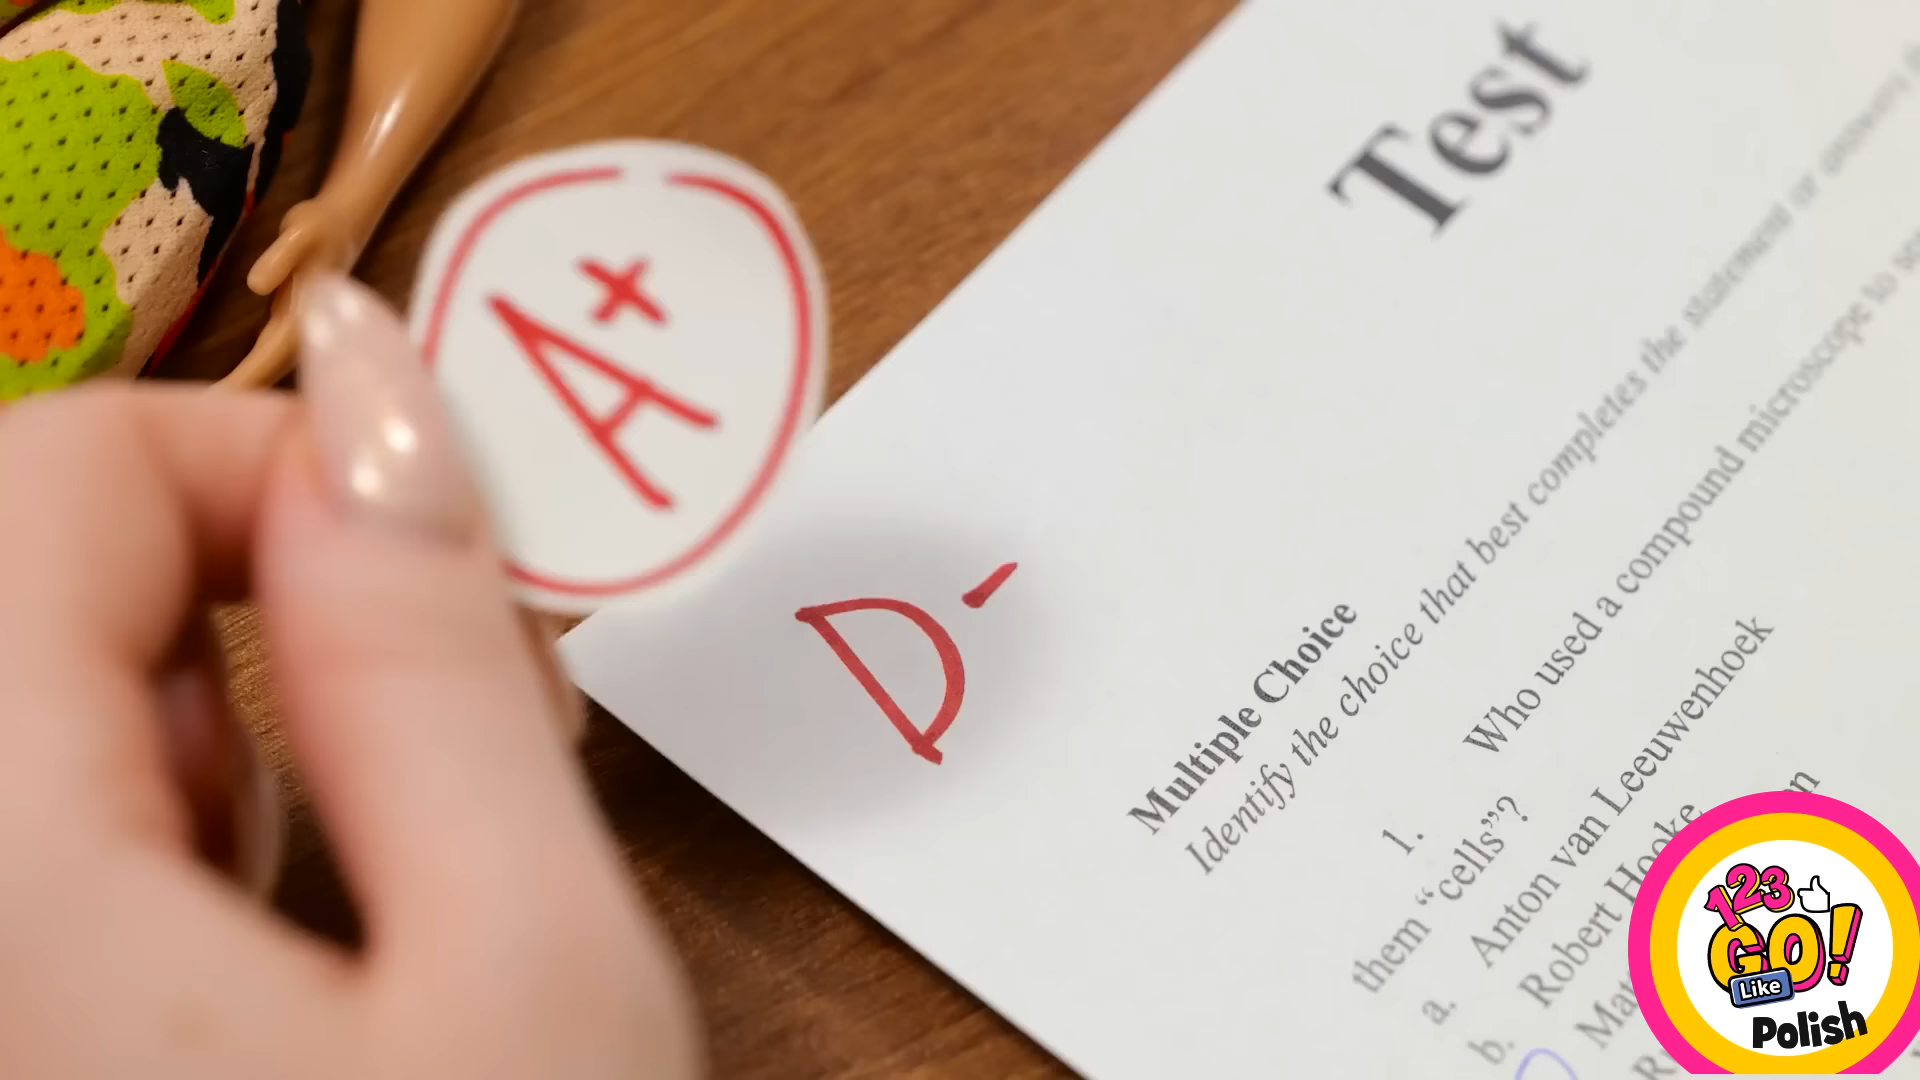 A+
Test
D-
Multiple Choice
Identify the choice that best completes the statement or answers
1. Who used a compound microscope to
them “cells”?
a. Anton van Leeuwenhoek
b. Robert Hooke
123
GO!
Like
Polish